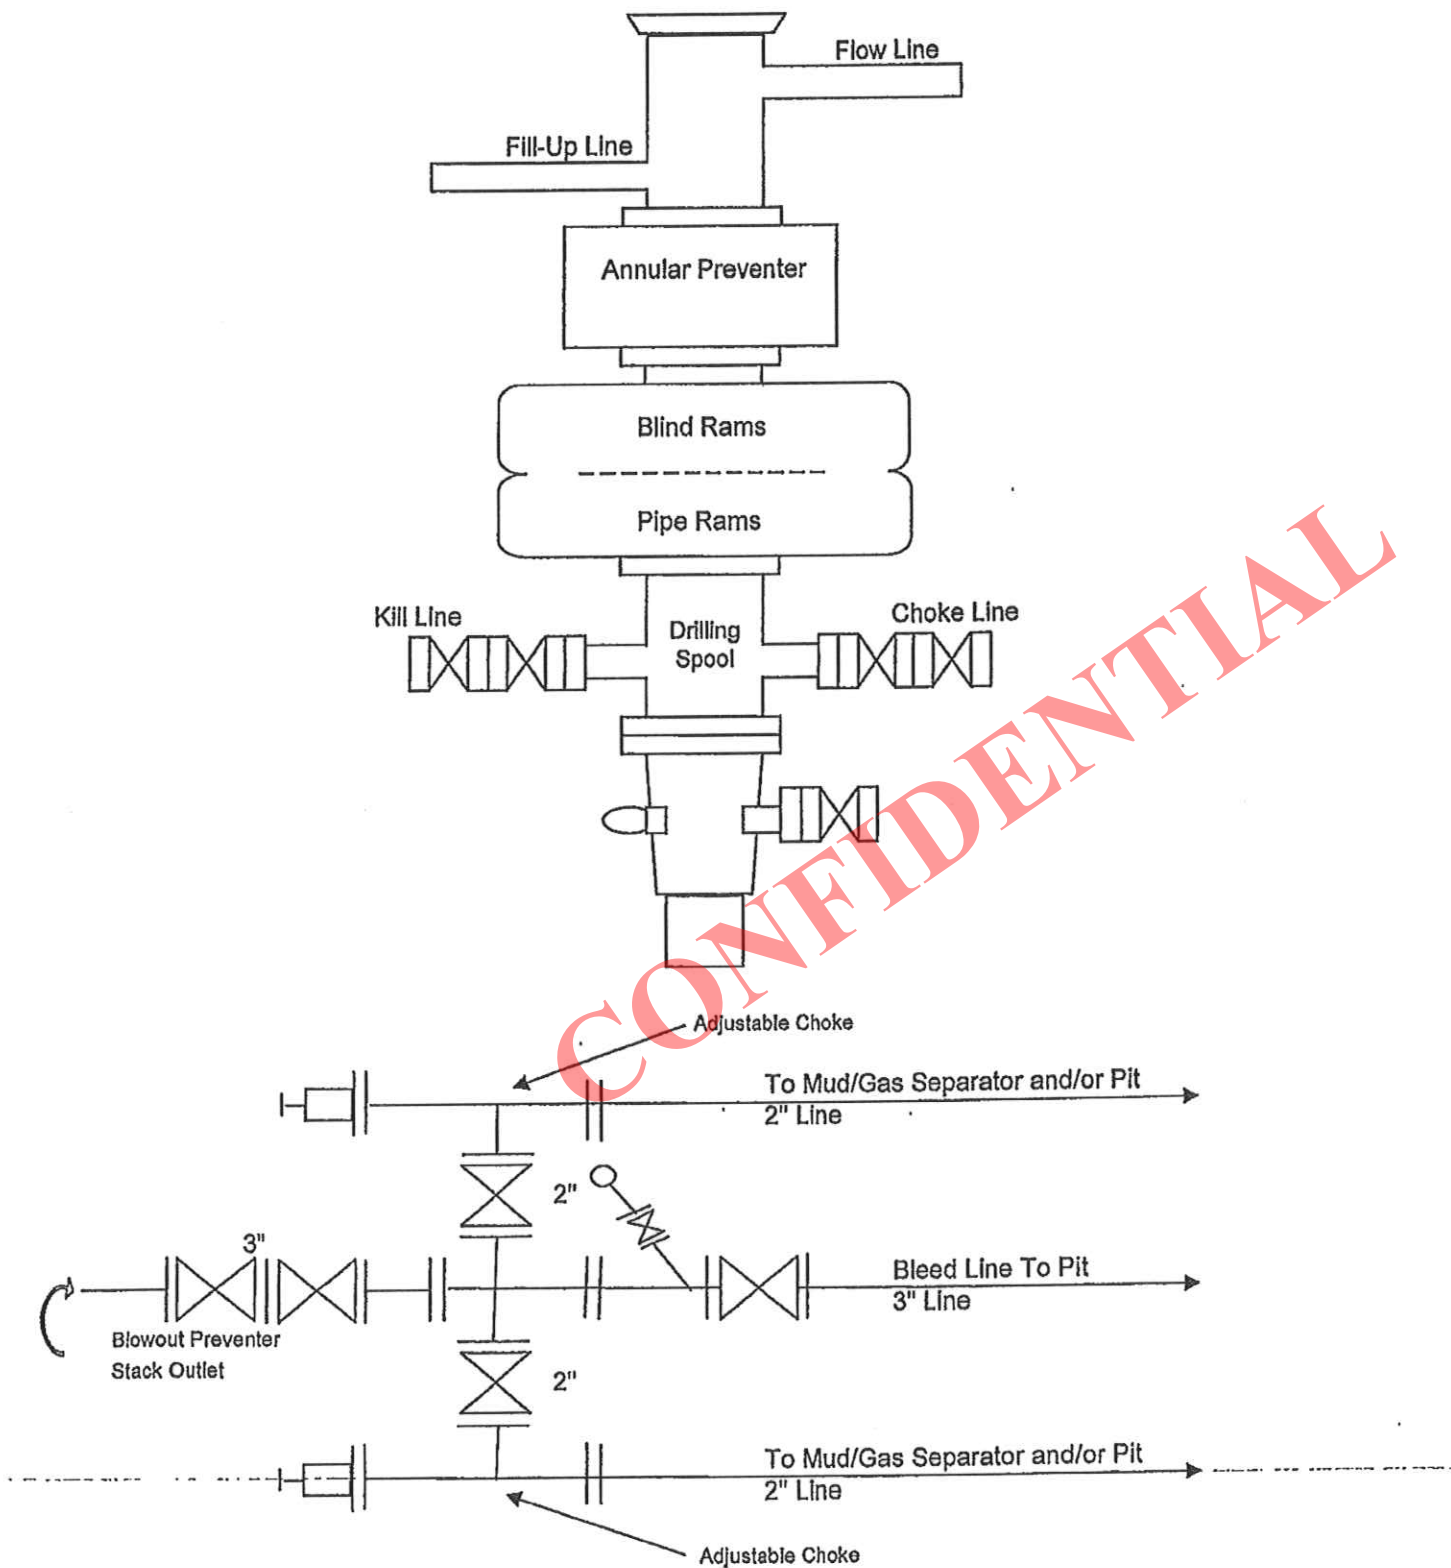 Flow Line
Fill-Up Line
Annular Preventer
Blind Rams
Pipe Rams
Kill Line
Choke Line
Drilling
Spool
CONFIDENTIAL
Adjustable Choke
To Mud/Gas Separator and/or Pit
2" Line
2"
3"
Bleed Line To Pit
3" Line
Blowout Preventer
Stack Outlet
2"
To Mud/Gas Separator and/or Pit
2" Line
Adjustable Choke